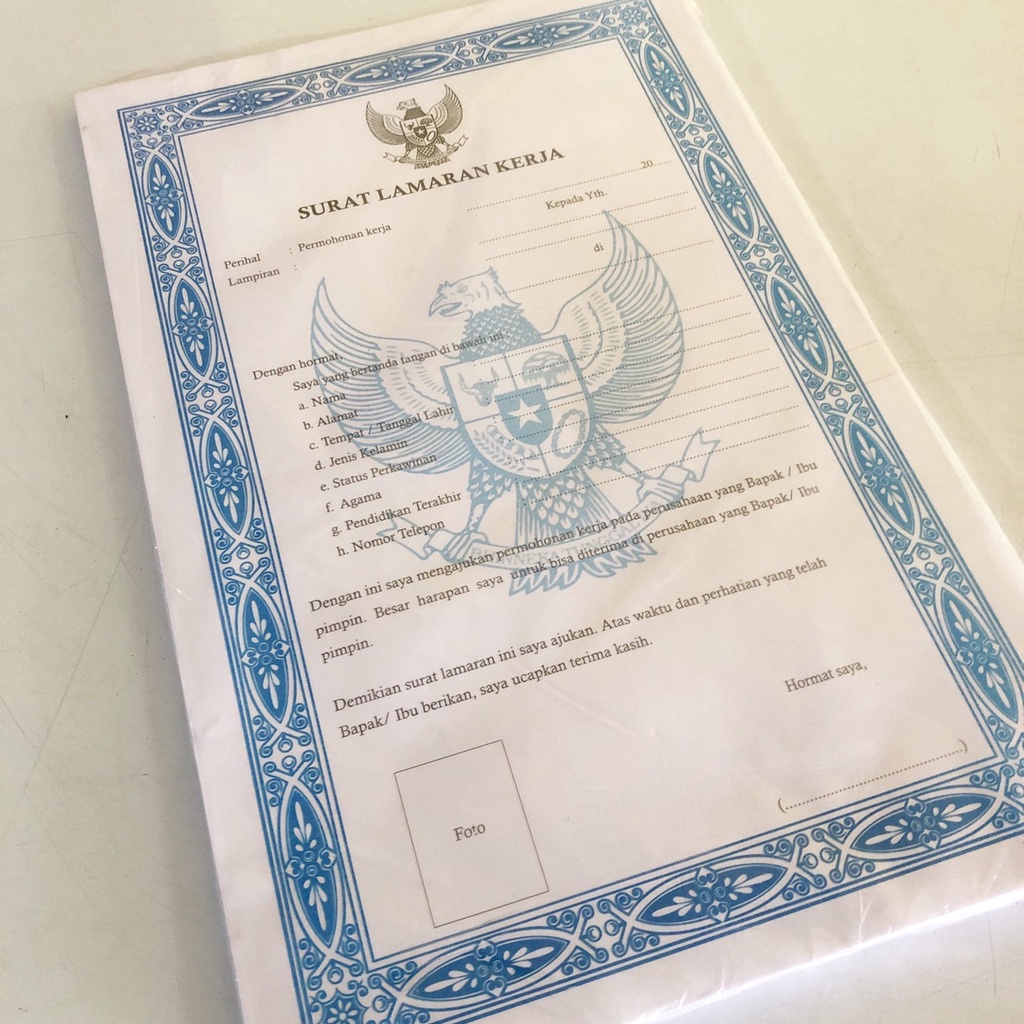 SURAT LAMARAN KERJA
....................20......
Kepada Yth.
Perihal : Permohonan kerja
Lampiran :
di
Dengan hormat,
Saya yang bertanda tangan di bawah ini :
a. Nama
b. Alamat
c. Tempat / Tanggal Lahir
d. Jenis Kelamin
e. Status Perkawinan
f. Agama
g. Pendidikan Terakhir
h. Nomor Telepon
Dengan ini saya mengajukan permohonan kerja pada perusahaan yang Bapak / Ibu
pimpin. Besar harapan saya untuk bisa diterima di perusahaan yang Bapak/ Ibu
pimpin.
Demikian surat lamaran ini saya ajukan. Atas waktu dan perhatian yang telah
Bapak/ Ibu berikan, saya ucapkan terima kasih.
Hormat saya,
(........................................)
Foto